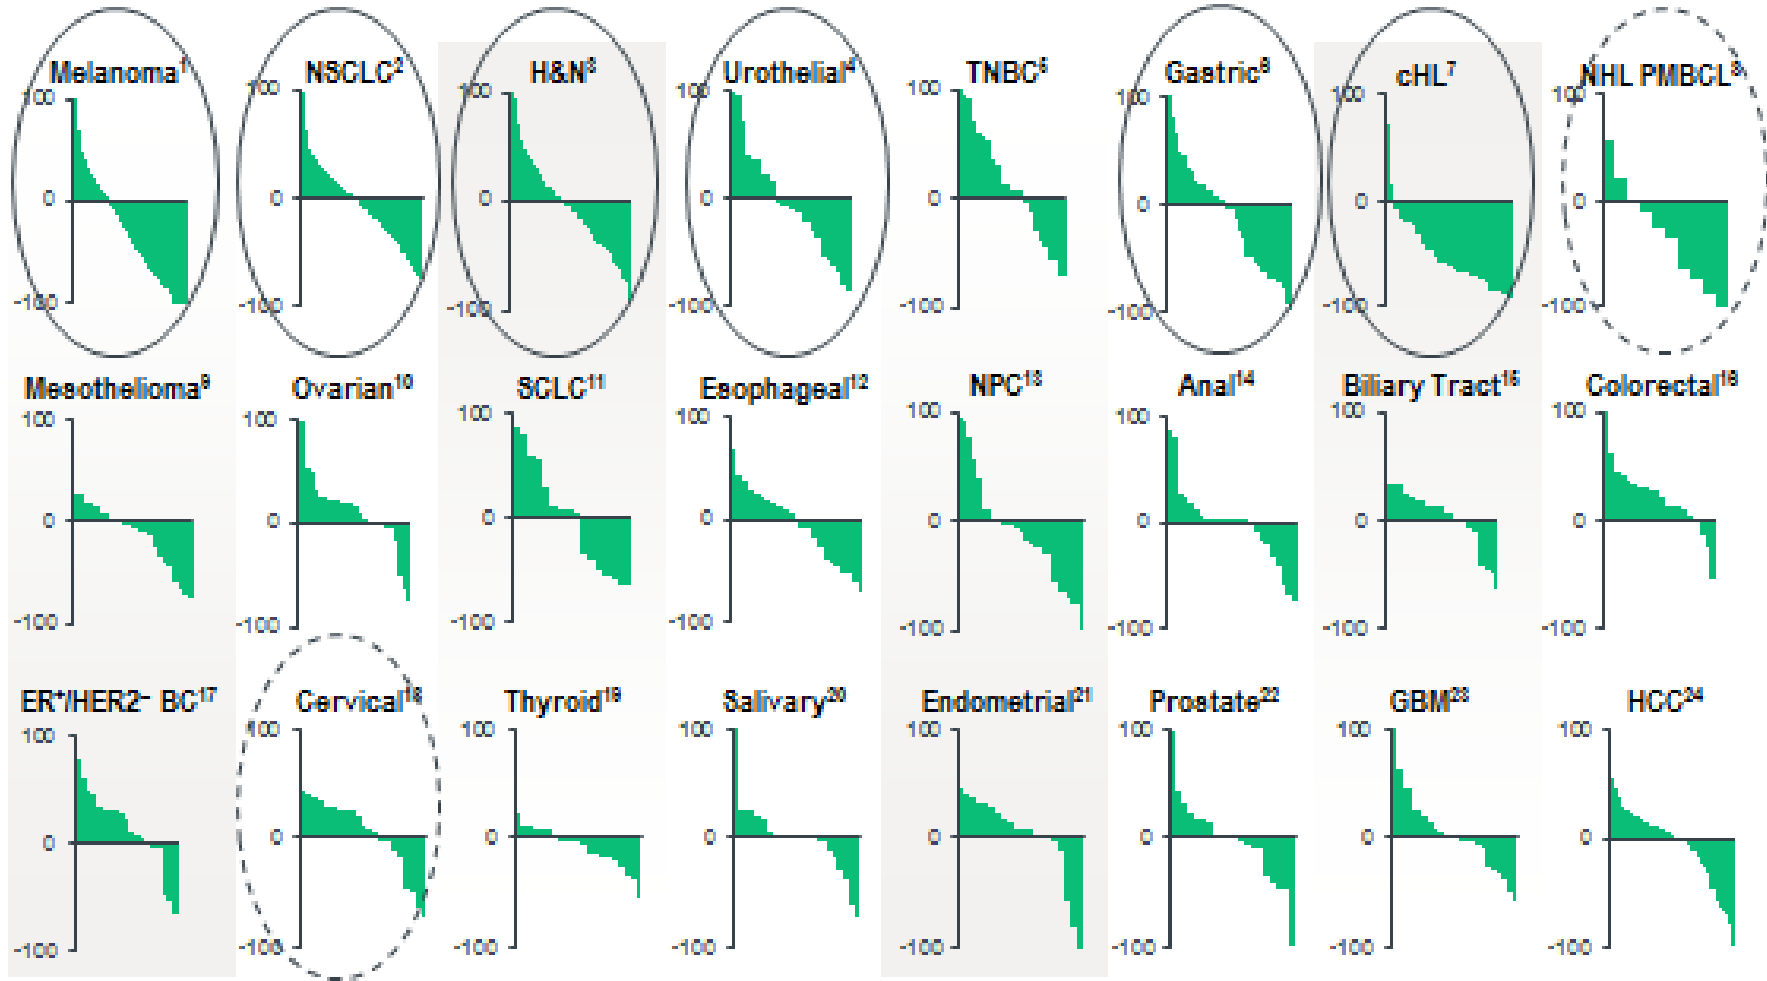 Melanoma¹ NSCLC² H&N³ Urothelial⁴ TNBC⁵ Gastric⁶ cHL⁷ NHL PMBCL⁸
100 100 100 100 100 100 100 100
0 0 0 0 0 0 0 0
-100 -100 -100 -100 -100 -100 -100 -100
Mesothelioma⁹ Ovarian¹⁰ SCLC¹¹ Esophageal¹² NPC¹³ Anal¹⁴ Biliary Tract¹⁵ Colorectal¹⁶
100 100 100 100 100 100 100 100
0 0 0 0 0 0 0 0
-100 -100 -100 -100 -100 -100 -100 -100
ER⁺/HER2⁻ BC¹⁷ Cervical¹⁸ Thyroid¹⁹ Salivary²⁰ Endometrial²¹ Prostate²² GBM²³ HCC²⁴
100 100 100 100 100 100 100 100
0 0 0 0 0 0 0 0
-100 -100 -100 -100 -100 -100 -100 -100